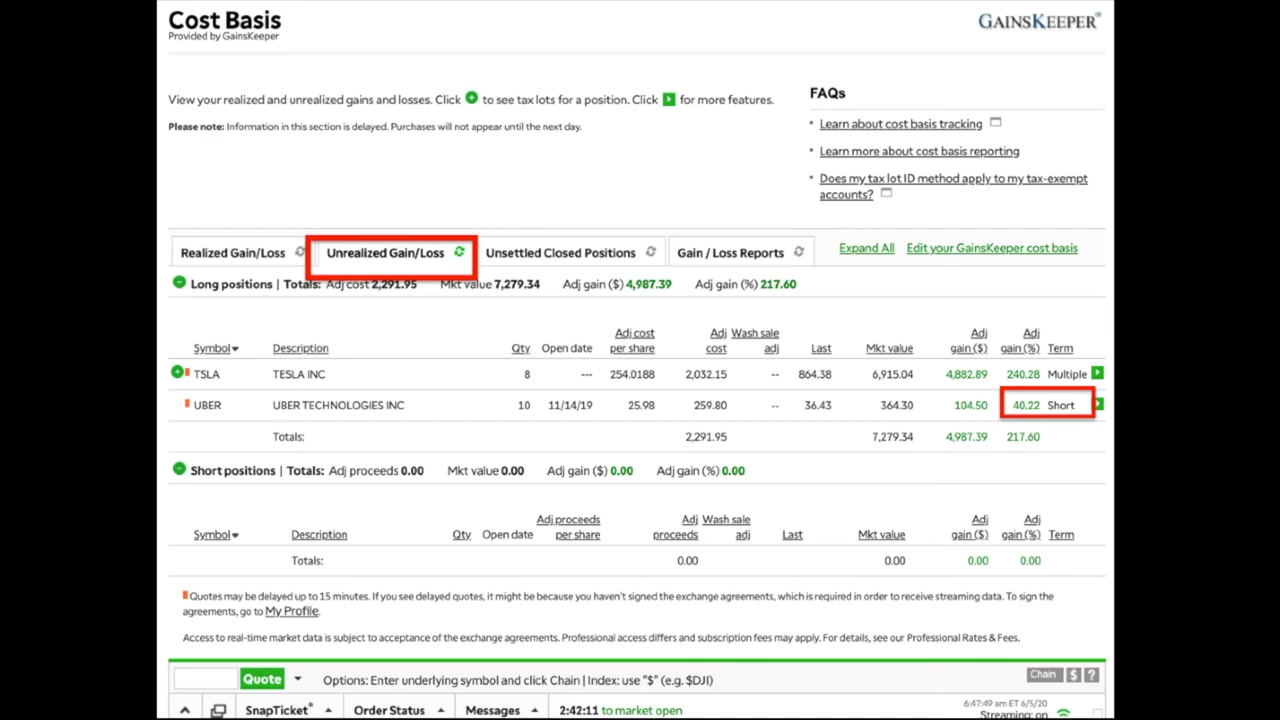 Cost Basis
Provided by GainsKeeper
GAINSKEEPER®
View your realized and unrealized gains and losses. Click to see tax lots for a position. Click for more features.
Please note: Information in this section is delayed. Purchases will not appear until the next day.
FAQs
Learn about cost basis tracking
Learn more about cost basis reporting
Does my tax lot ID method apply to my tax-exempt
accounts?
Realized Gain/Loss Unrealized Gain/Loss Unsettled Closed Positions Gain / Loss Reports Expand All Edit your GainsKeeper cost basis
Long positions | Totals: Adj cost 2,291.95 Mkt value 7,279.34 Adj gain ($) 4,987.39 Adj gain (%) 217.60
Adj cost Adj Wash sale Adj Adj
Symbol Description Qty Open date per share cost adj Last Mkt value gain ($) gain (%) Term
TSLA TESLA INC 8 --- 254.0188 2,032.15 -- 864.38 6,915.04 4,882.89 240.28 Multiple
UBER UBER TECHNOLOGIES INC 10 11/14/19 25.98 259.80 -- 36.43 364.30 104.50 40.22 Short
Totals: 2,291.95 7,279.34 4,987.39 217.60
Short positions | Totals: Adj proceeds 0.00 Mkt value 0.00 Adj gain ($) 0.00 Adj gain (%) 0.00
Adj proceeds Adj Wash sale Adj Adj
Symbol Description Qty Open date per share proceeds adj Last Mkt value gain ($) gain (%) Term
Totals: 0.00 0.00 0.00 0.00
Quotes may be delayed up to 15 minutes. If you see delayed quotes, it might be because you haven't signed the exchange agreements, which is required in order to receive streaming data. To sign the
agreements, go to My Profile.
Access to real-time market data is subject to acceptance of the exchange agreements. Professional access differs and subscription fees may apply. For details, see our Professional Rates & Fees.
Quote Options: Enter underlying symbol and click Chain | Index: use "$" (e.g. $DJI) Chain $ ?
SnapTicket® Order Status Messages 2:42:11 to market open 6:47:49 am ET 6/5/20
Streaming: on